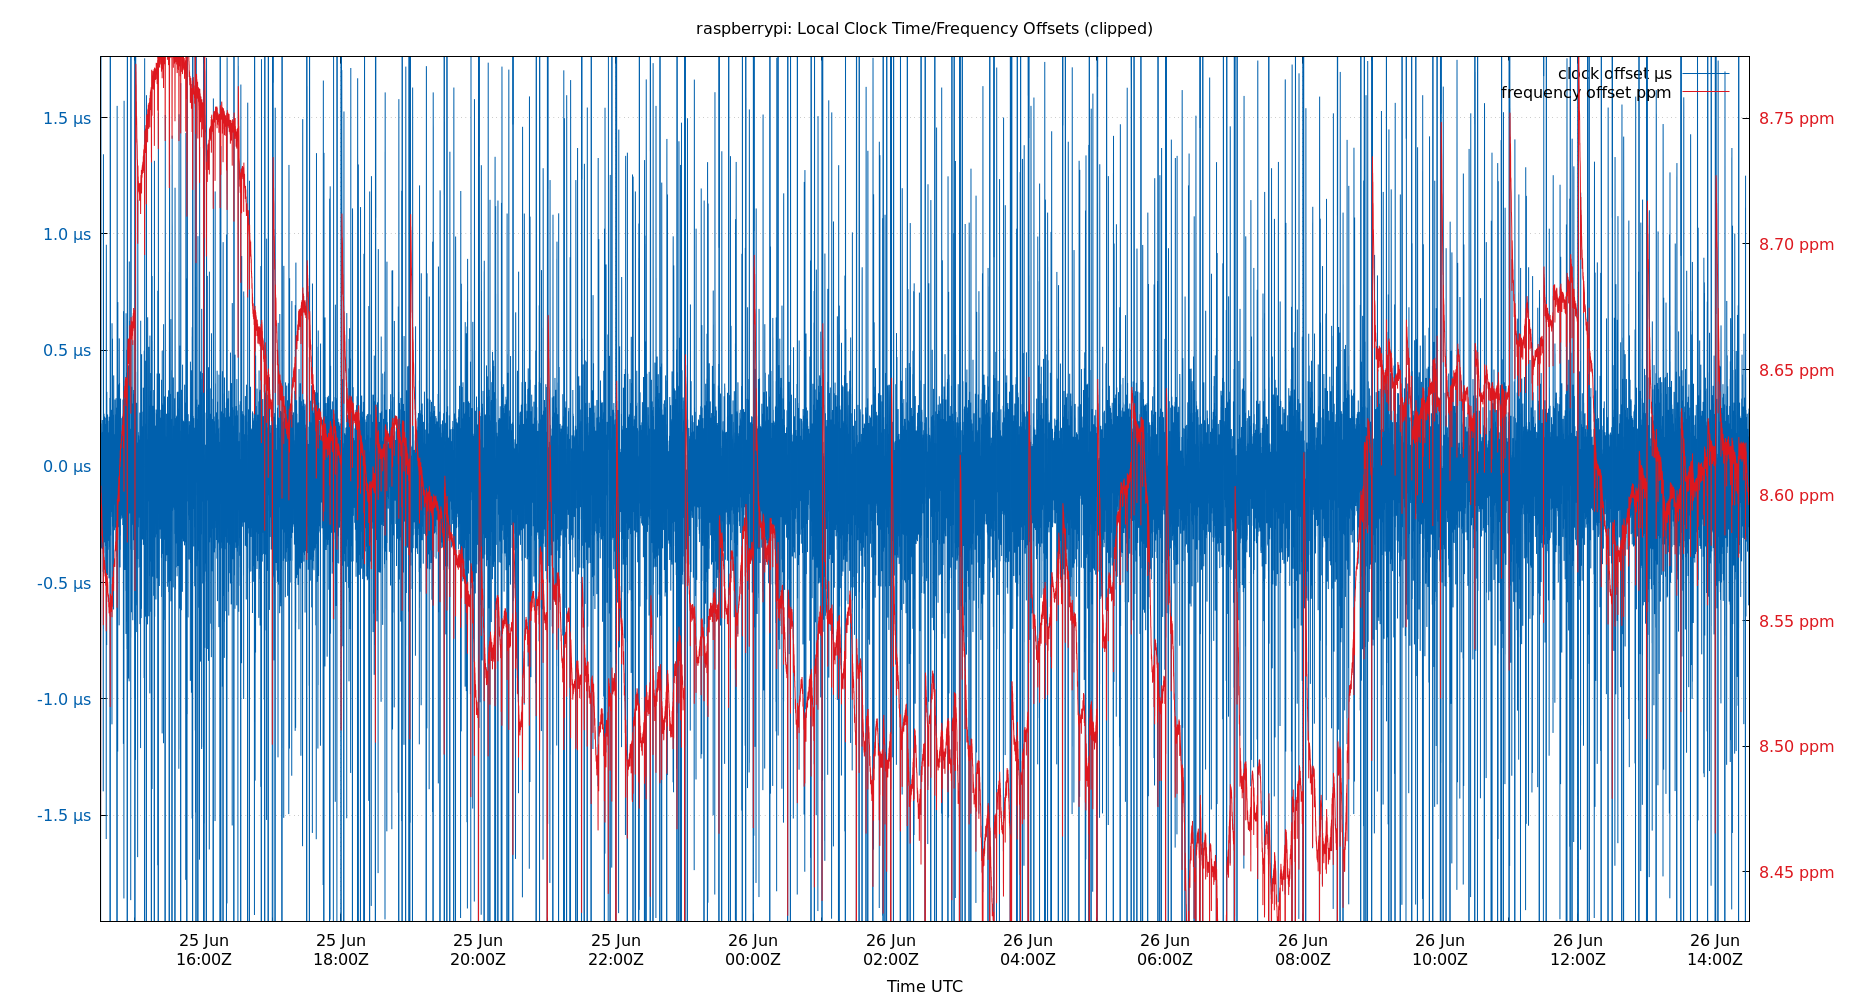 raspberrypi: Local Clock Time/Frequency Offsets (clipped)
clock offset µs
frequency offset ppm
1.5 µs
1.0 µs
0.5 µs
0.0 µs
-0.5 µs
-1.0 µs
-1.5 µs
8.75 ppm
8.70 ppm
8.65 ppm
8.60 ppm
8.55 ppm
8.50 ppm
8.45 ppm
25 Jun 25 Jun 25 Jun 25 Jun 26 Jun 26 Jun 26 Jun 26 Jun 26 Jun 26 Jun 26 Jun 26 Jun
16:00Z 18:00Z 20:00Z 22:00Z 00:00Z 02:00Z 04:00Z 06:00Z 08:00Z 10:00Z 12:00Z 14:00Z
Time UTC